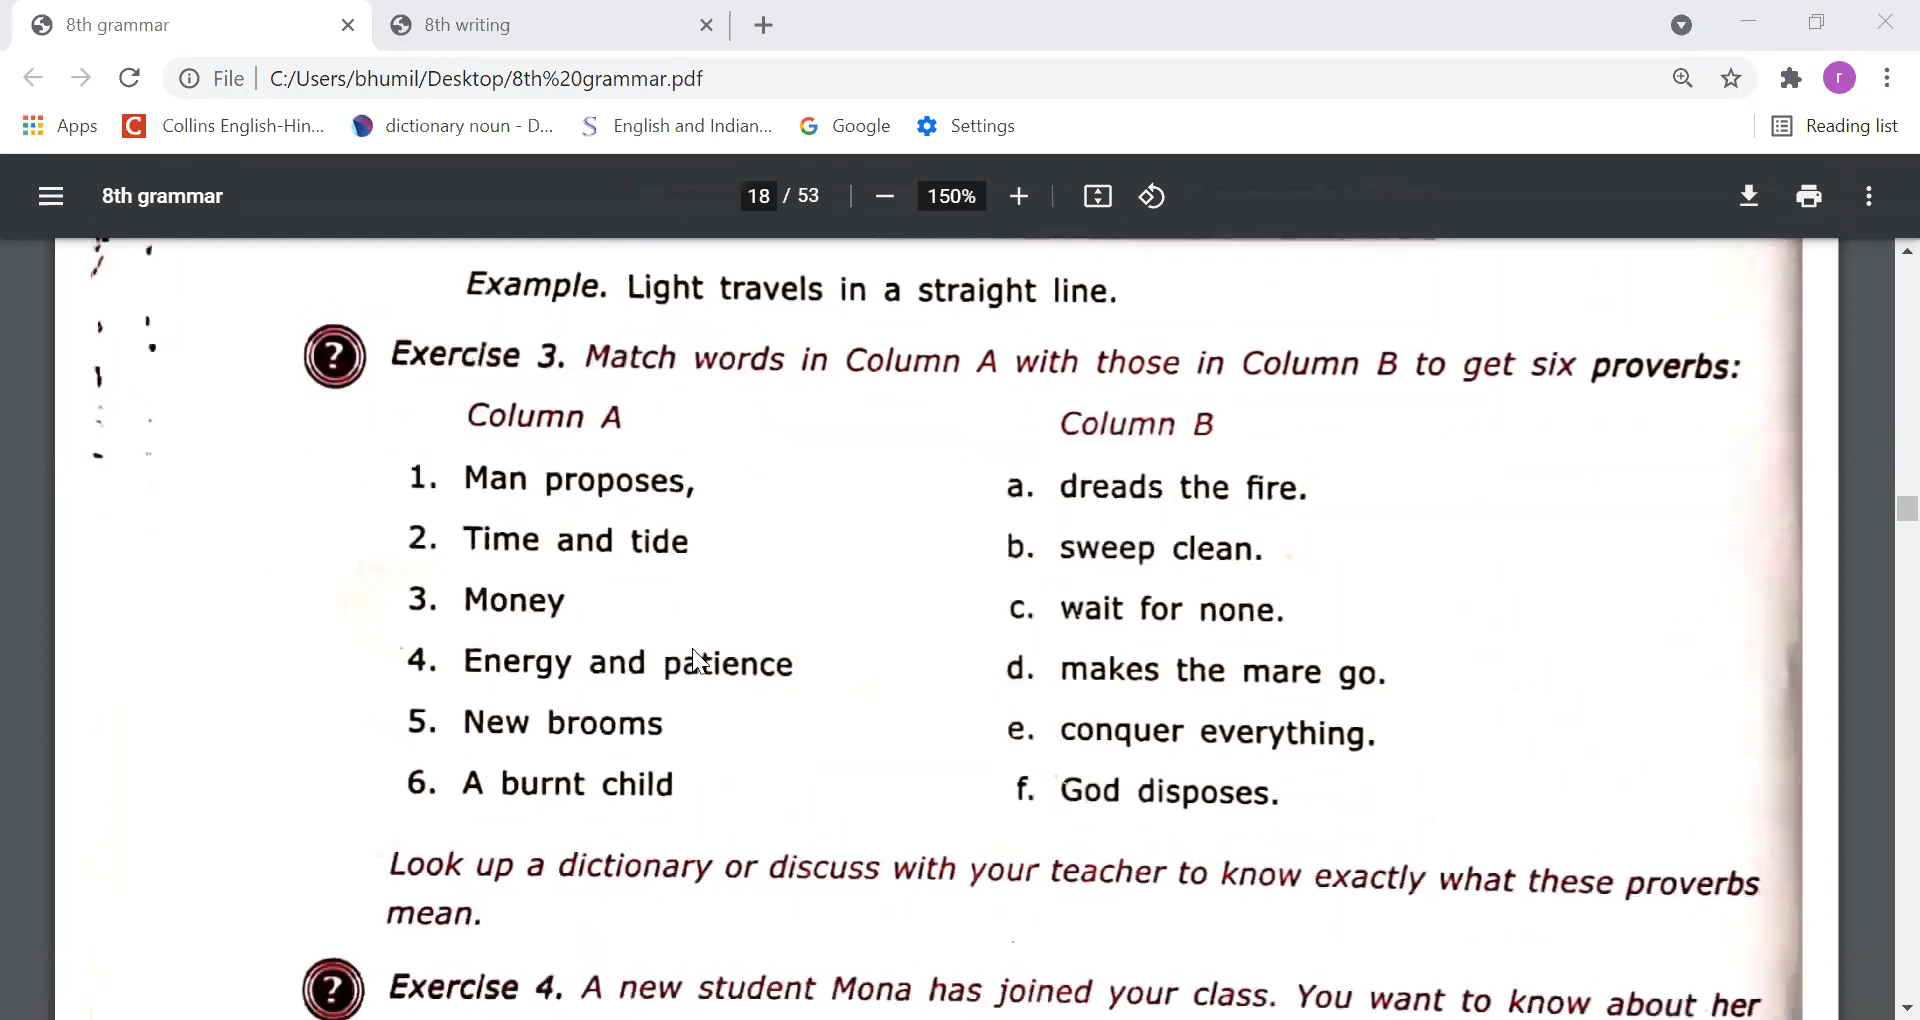 8th grammar
8th writing
File
C:/Users/bhumil/Desktop/8th%20grammar.pdf
r
Apps
Collins English-Hin...
dictionary noun - D...
English and Indian...
Google
Settings
Reading list
8th grammar
18 / 53
150%
Example. Light travels in a straight line.
Exercise 3. Match words in Column A with those in Column B to get six proverbs:
Column A
Column B
1. Man proposes,
a. dreads the fire.
2. Time and tide
b. sweep clean.
3. Money
c. wait for none.
4. Energy and patience
d. makes the mare go.
5. New brooms
e. conquer everything.
6. A burnt child
f. God disposes.
Look up a dictionary or discuss with your teacher to know exactly what these proverbs
mean.
Exercise 4. A new student Mona has joined your class. You want to know about her